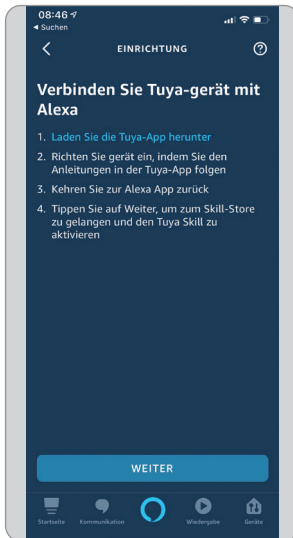 08:46
◄ Suchen
EINRICHTUNG
Verbinden Sie Tuya-gerät mit
Alexa
1. Laden Sie die Tuya-App herunter
2. Richten Sie gerät ein, indem Sie den
Anleitungen in der Tuya-App folgen
3. Kehren Sie zur Alexa App zurück
4. Tippen Sie auf Weiter, um zum Skill-Store
zu gelangen und den Tuya Skill zu
aktivieren
WEITER
Startseite Kommunikation Wiedergabe Geräte